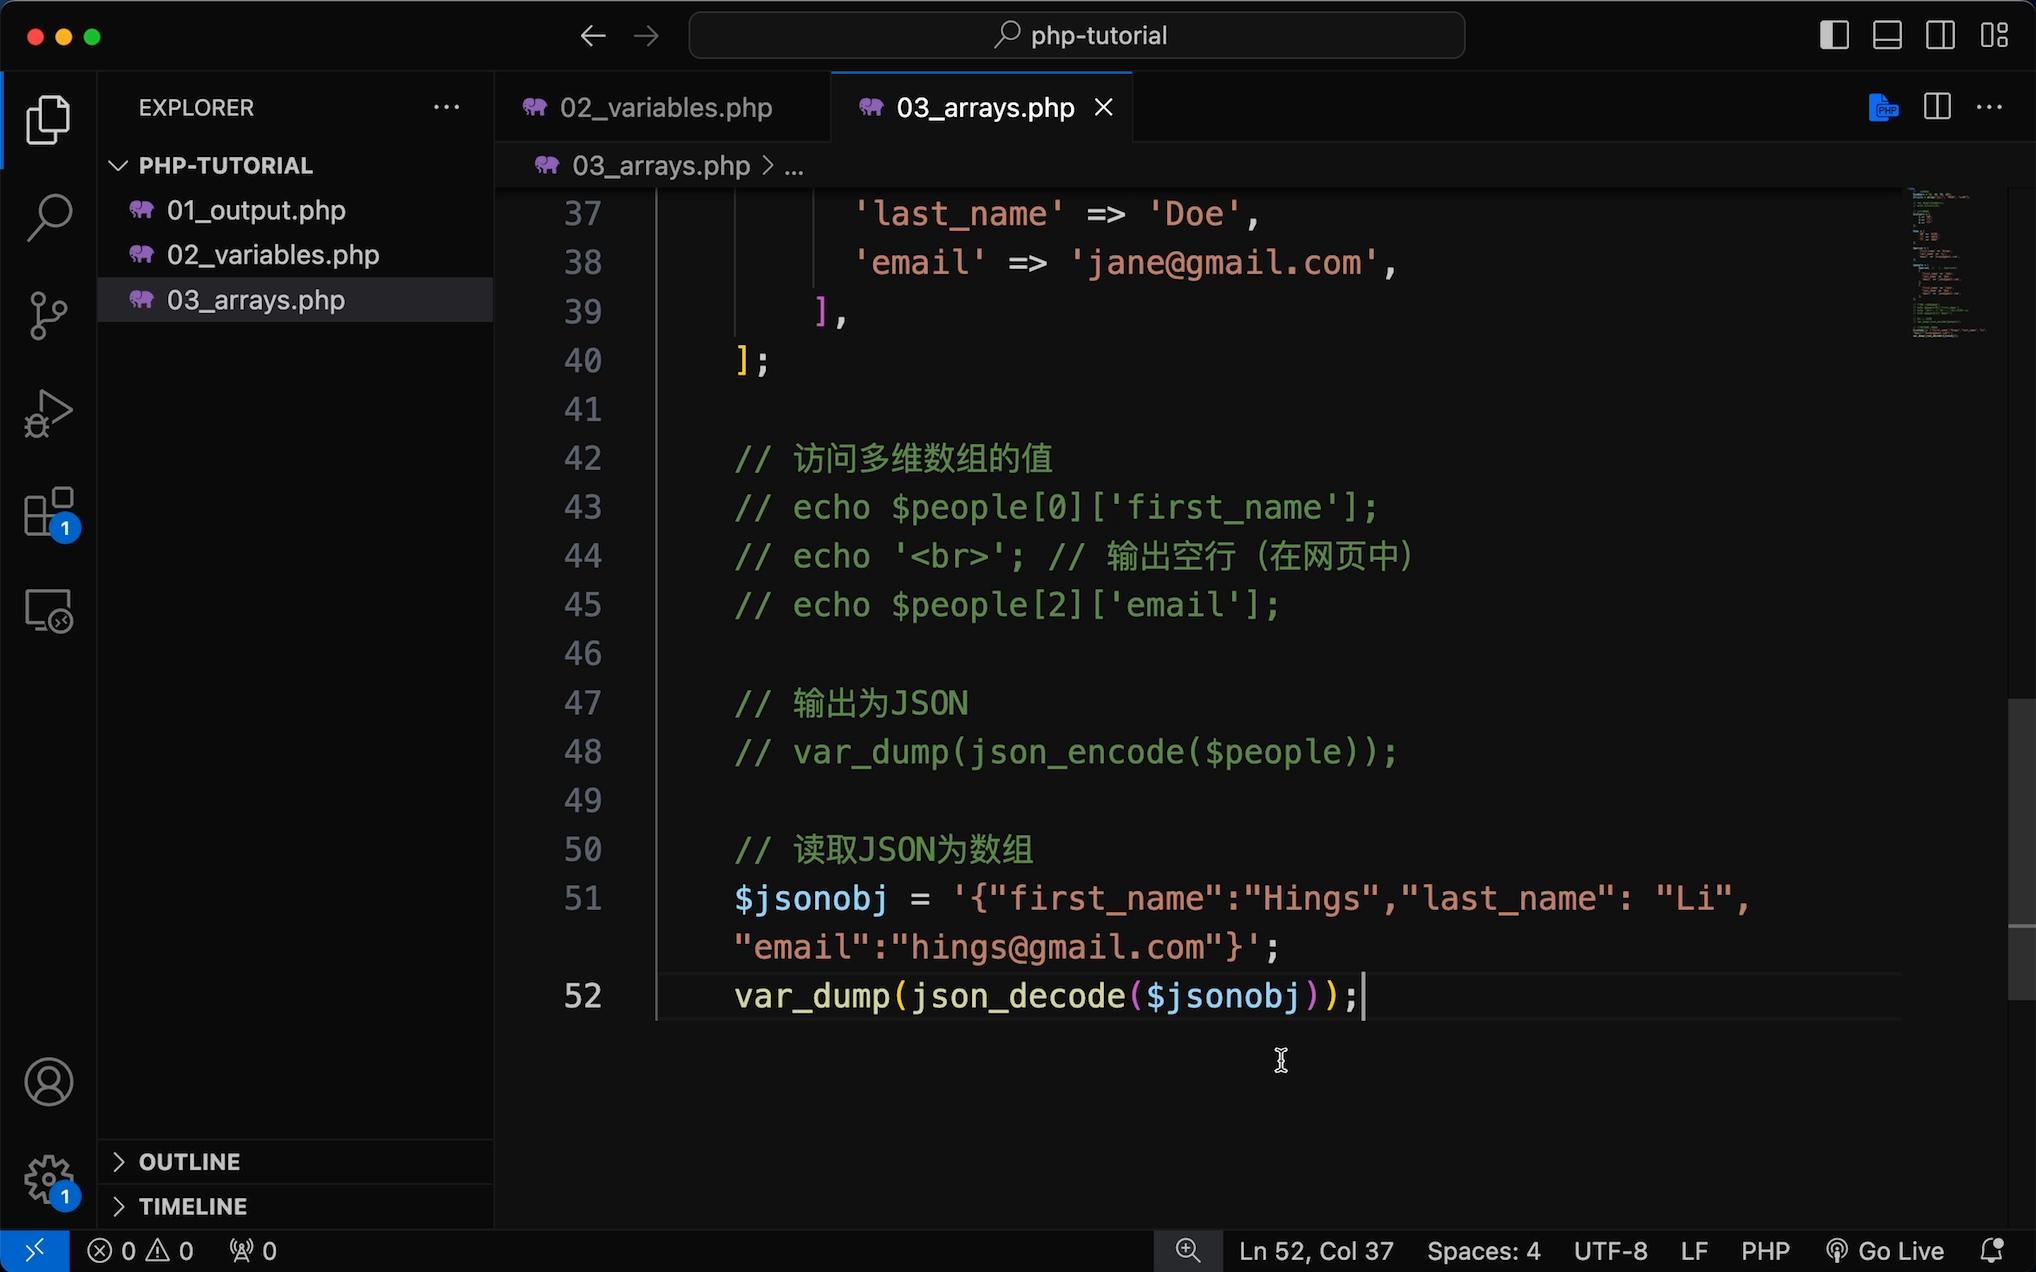 php-tutorial
EXPLORER
02_variables.php
03_arrays.php
PHP-TUTORIAL
03_arrays.php > ...
01_output.php
02_variables.php
03_arrays.php
37 'last_name' => 'Doe',
38 'email' => 'jane@gmail.com',
39 ],
40 ];
41
42 // 访问多维数组的值
43 // echo $people[0]['first_name'];
44 // echo '<br>'; // 输出空行（在网页中）
45 // echo $people[2]['email'];
46
47 // 输出为JSON
48 // var_dump(json_encode($people));
49
50 // 读取JSON为数组
51 $jsonobj = '{"first_name":"Hings","last_name": "Li",
"email":"hings@gmail.com"}';
52 var_dump(json_decode($jsonobj));
1
1
OUTLINE
TIMELINE
0 0 0
Ln 52, Col 37
Spaces: 4
UTF-8
LF
PHP
Go Live